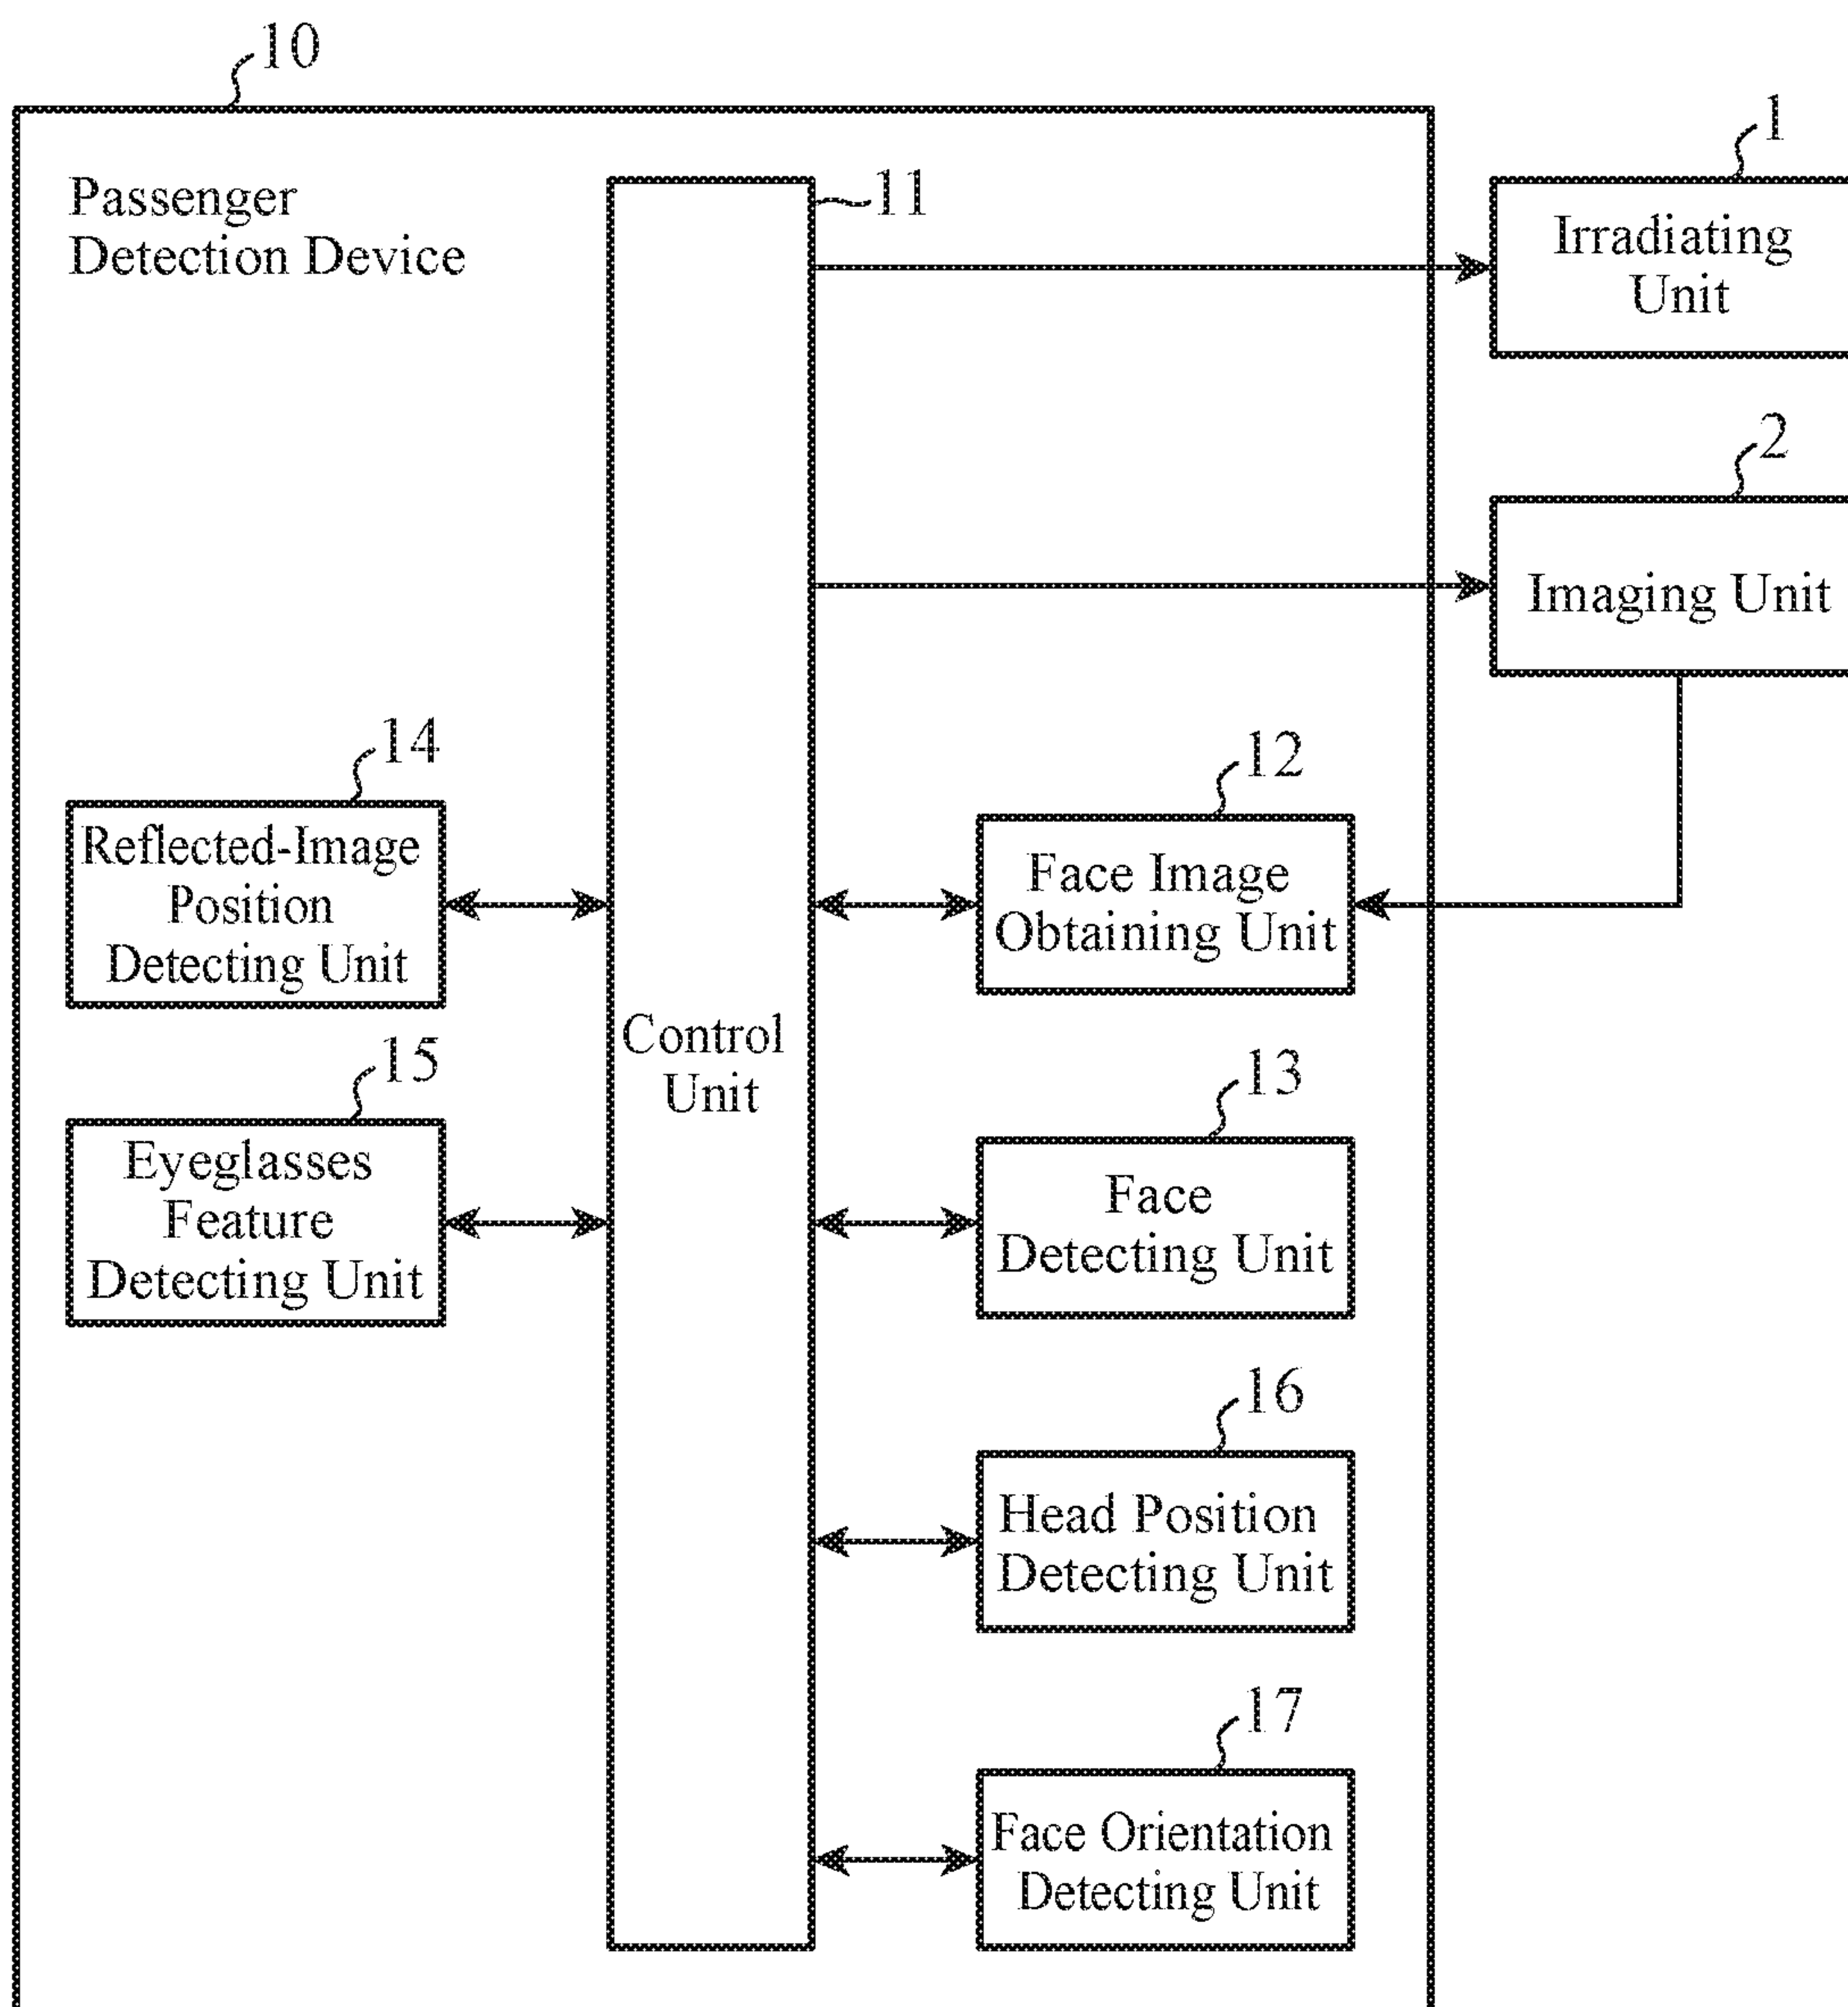 10
Passenger
Detection Device
11
1
Irradiating
Unit
2
Imaging Unit
14
Reflected-Image
Position
Detecting Unit
12
Face Image
Obtaining Unit
Control
Unit
15
Eyeglasses
Feature
Detecting Unit
13
Face
Detecting Unit
16
Head Position
Detecting Unit
17
Face Orientation
Detecting Unit